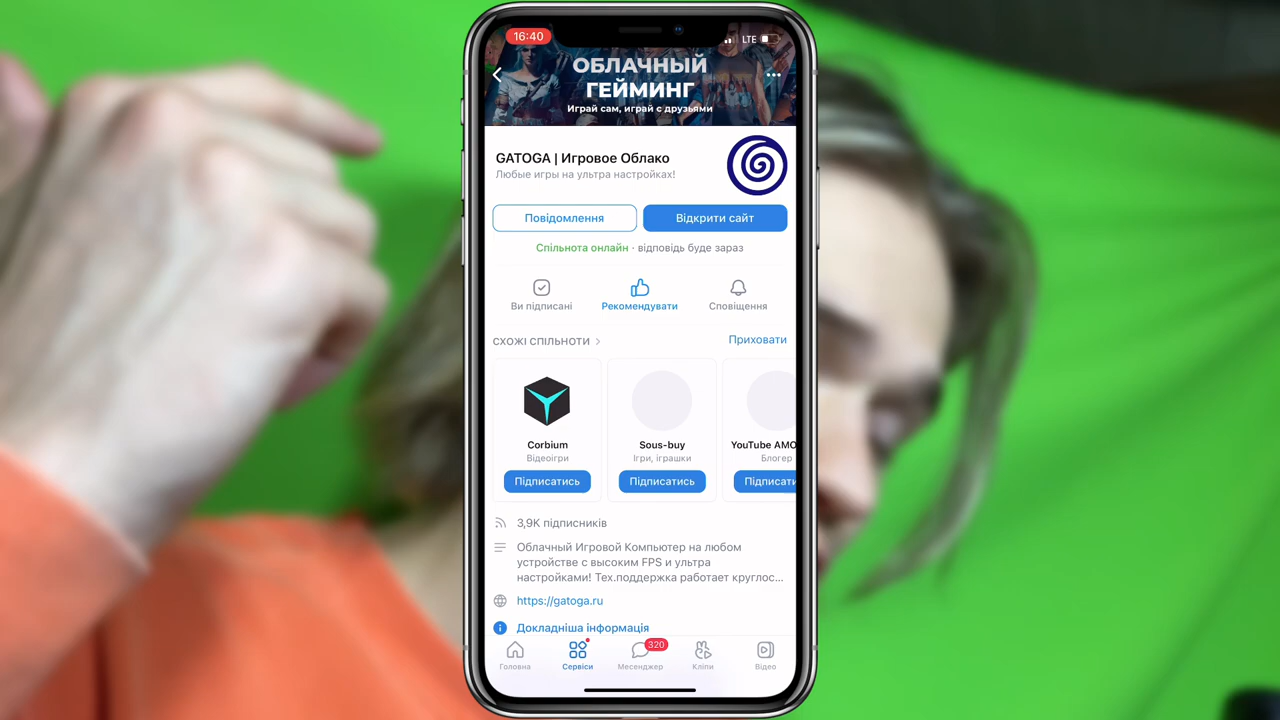 16:40
LTE
ОБЛАЧНЫЙ
ГЕЙМИНГ
Играй сам, играй с друзьями
GATOGA | Игровое Облако
Любые игры на ультра настройках!
Повідомлення
Відкрити сайт
Спільнота онлайн · відповідь буде зараз
Ви підписані
Рекомендувати
Сповіщення
СХОЖІ СПІЛЬНОТИ
Приховати
Corbium
Відеоігри
Підписатись
Sous-buy
Ігри, іграшки
Підписатись
YouTube AMO
Блогер
Підписати
3,9K підписників
Облачный Игровой Компьютер на любом
устройстве с высоким FPS и ультра
настройками! Тех.поддержка работает круглос...
https://gatoga.ru
Докладніша інформація
320
Головна
Сервіси
Месенджер
Кліпи
Відео